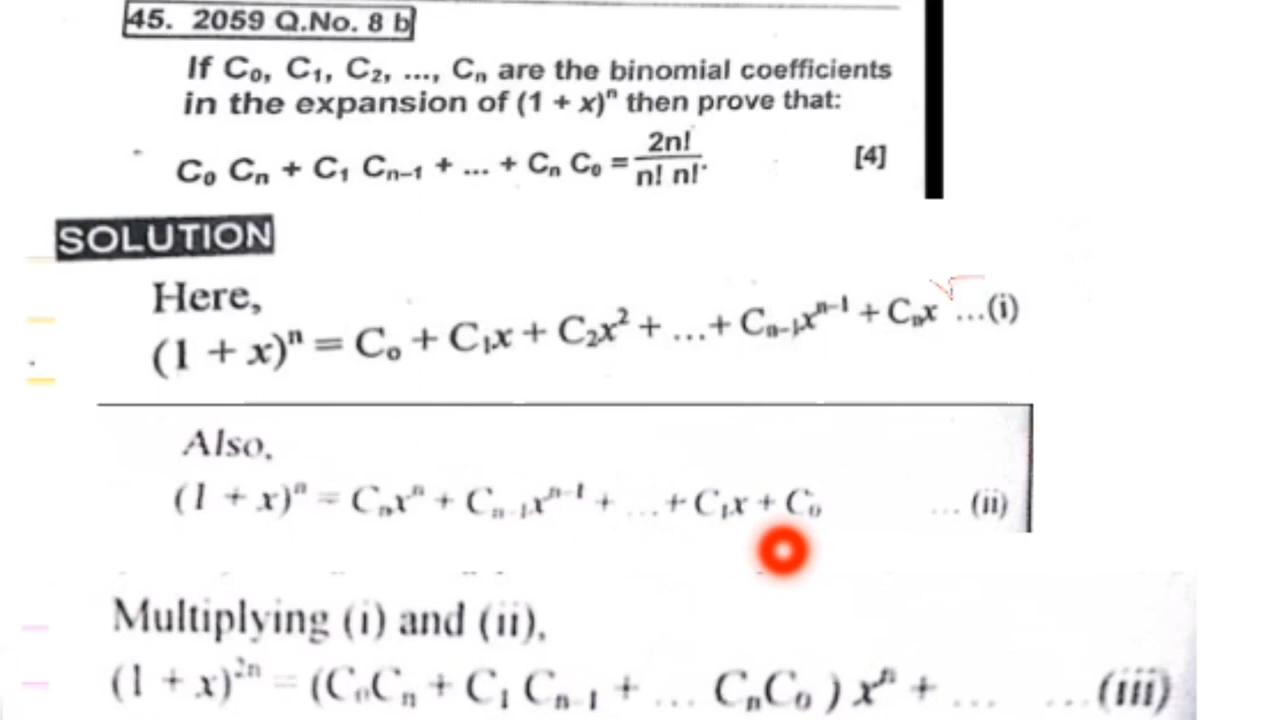 45. 2059 Q.No. 8 b
If C₀, C₁, C₂, ..., Cₙ are the binomial coefficients
in the expansion of (1 + x)ⁿ then prove that:
C₀ Cₙ + C₁ Cₙ₋₁ + ... + Cₙ C₀ = 2n!/n! n!. [4]
SOLUTION
Here,
(1 + x)ⁿ = C₀ + C₁x + C₂x² + ...+ Cₙ₋₁xⁿ⁻¹ + Cₙx ...(i)
Also,
(1 + x)ⁿ = Cₙxⁿ + Cₙ₋₁xⁿ⁻¹ + ...+ C₁x + C₀ ... (ii)
Multiplying (i) and (ii),
(1 + x)²ⁿ = (C₀Cₙ + C₁ Cₙ₋₁ + ... CₙC₀ ) xⁿ + ... ... (iii)